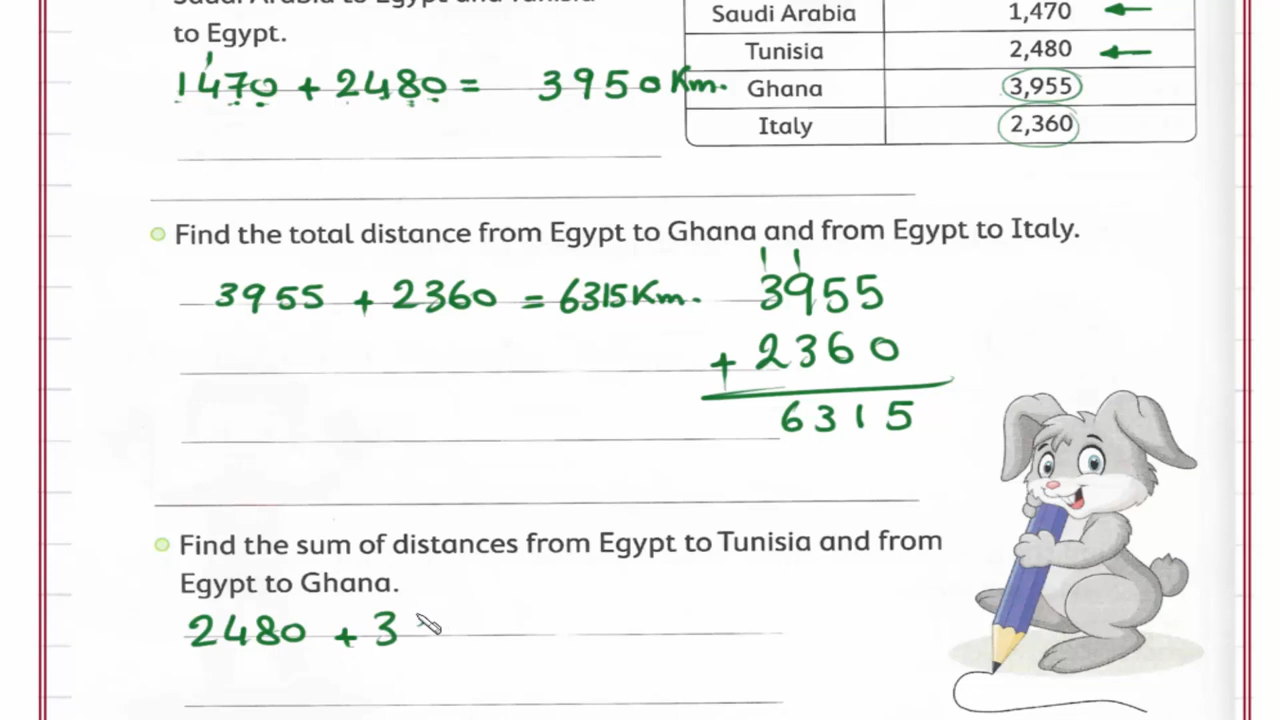 to Egypt.
1470 + 2480 = 3950 Km.
Saudi Arabia 1,470
Tunisia 2,480
Ghana 3,955
Italy 2,360
Find the total distance from Egypt to Ghana and from Egypt to Italy.
3955 + 2360 = 6315 Km.
1 1
3955
+ 2360
6315
Find the sum of distances from Egypt to Tunisia and from
Egypt to Ghana.
2480 + 3